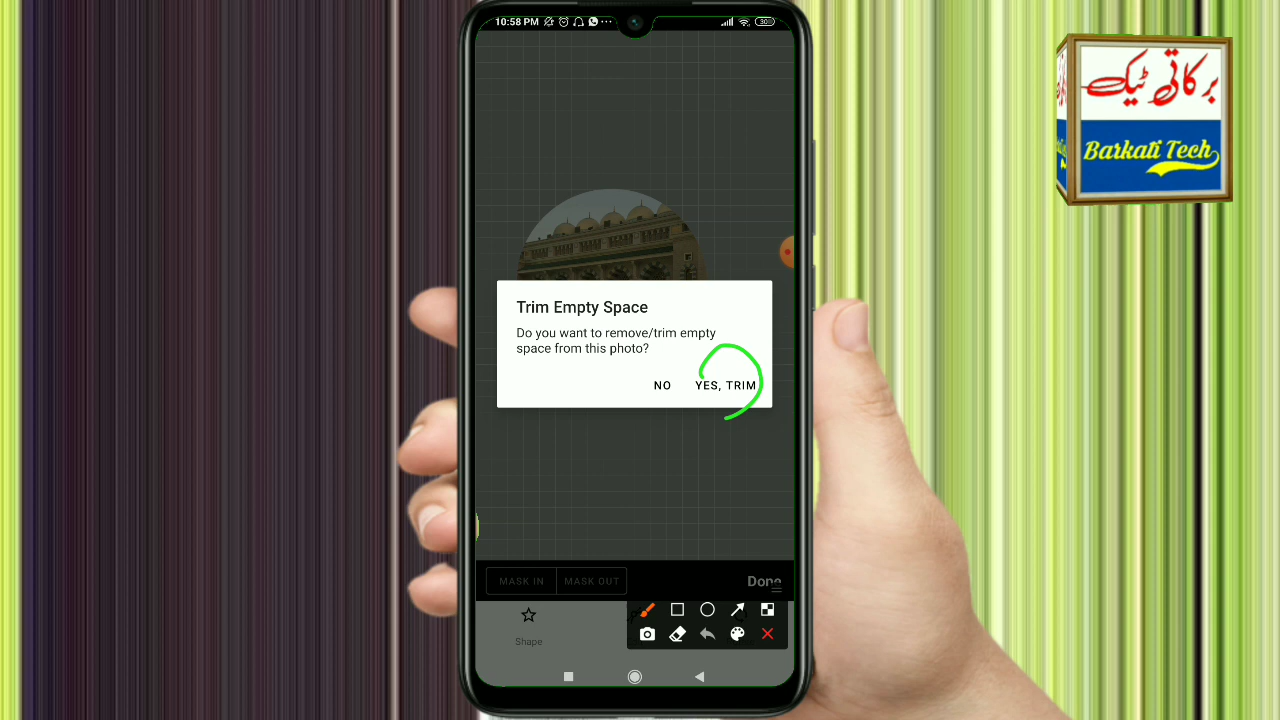 10:58 PM
30
برکاتی ٹیک
Barkati Tech
Trim Empty Space
Do you want to remove/trim empty
space from this photo?
NO YES, TRIM
MASK IN MASK OUT Done
Shape